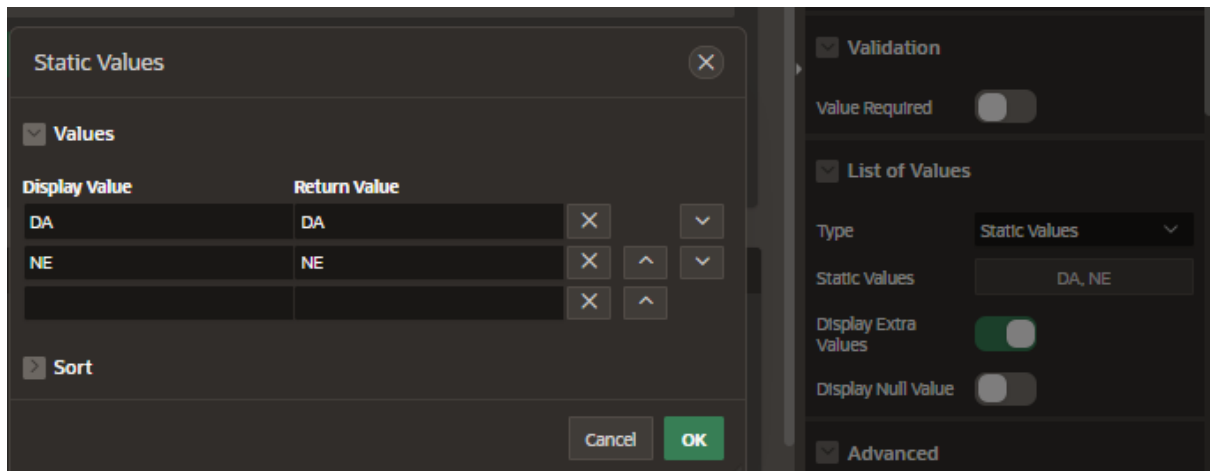 Static Values
Values
Display Value Return Value
DA DA
NE NE
Sort
Cancel OK
Validation
Value Required
List of Values
Type Static Values
Static Values DA, NE
Display Extra
Values
Display Null Value
Advanced